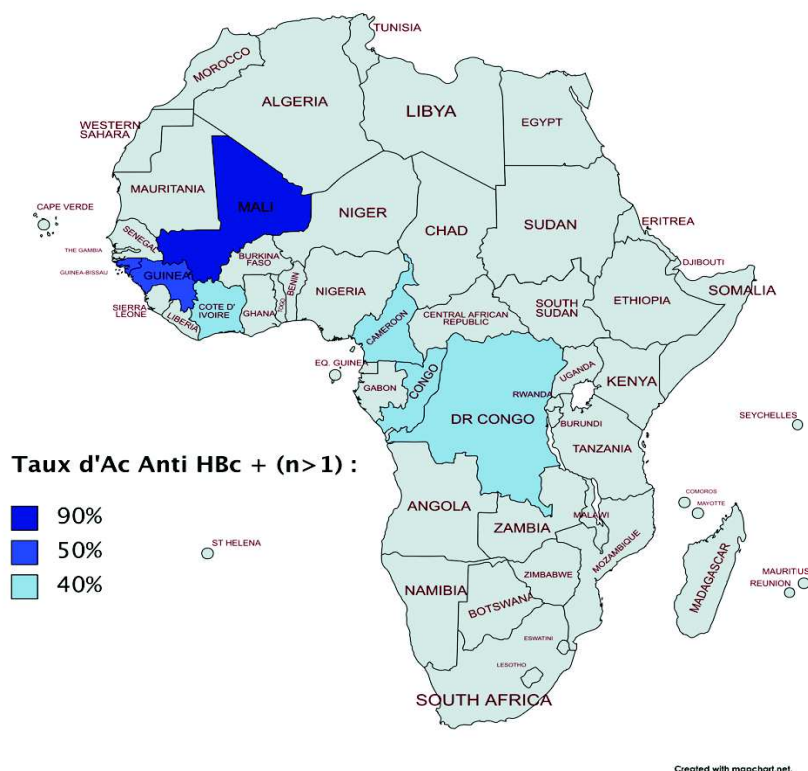 TUNISIA
MOROCCO
ALGERIA
LIBYA
EGYPT
WESTERN
SAHARA
MAURITANIA
MALI
NIGER
CHAD
SUDAN
ERITREA
CAPE VERDE
SENEGAL
THE GAMBIA
GUINEA-BISSAU
GUINEA
BURKINA
FASO
BENIN
TOGO
NIGERIA
DJIBOUTI
SOMALIA
SIERRA
LEONE
LIBERIA
COTE D'
IVOIRE
GHANA
CAMEROON
CENTRAL AFRICAN
REPUBLIC
SOUTH
SUDAN
ETHIOPIA
EQ. GUINEA
GABON
CONGO
DR CONGO
UGANDA
RWANDA
KENYA
BURUNDI
TANZANIA
SEYCHELLES
Taux d'Ac Anti HBc + (n>1) :
90%
50%
40%
ANGOLA
ZAMBIA
MALAWI
MOZAMBIQUE
COMOROS
MAYOTTE
ST HELENA
MADAGASCAR
MAURITIUS
REUNION
NAMIBIA
ZIMBABWE
BOTSWANA
ESWATINI
LESOTHO
SOUTH AFRICA
Created with mapchart.net.